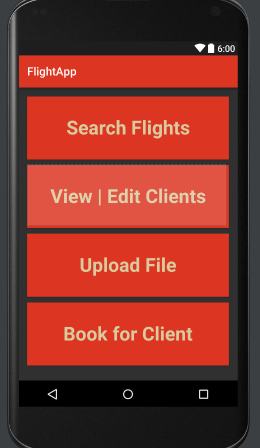 6:00
FlightApp
Search Flights
View | Edit Clients
Upload File
Book for Client